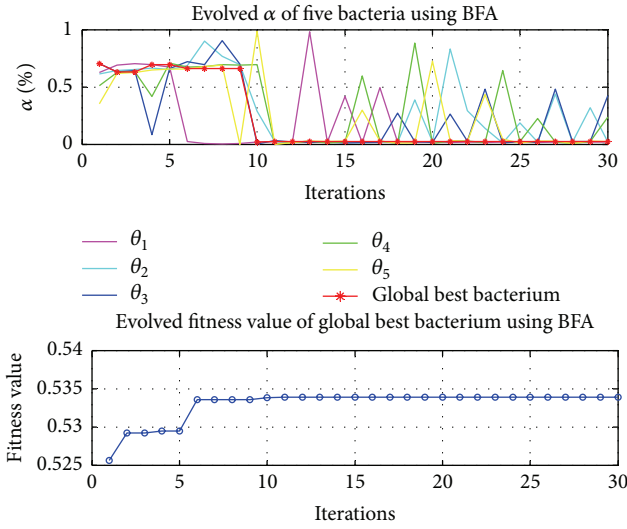 Evolved α of five bacteria using BFA
1
0.5
0
α (%)
0 5 10 15 20 25 30
Iterations
θ1
θ2
θ3
θ4
θ5
Global best bacterium
Evolved fitness value of global best bacterium using BFA
0.54
0.535
0.53
0.525
Fitness value
0 5 10 15 20 25 30
Iterations